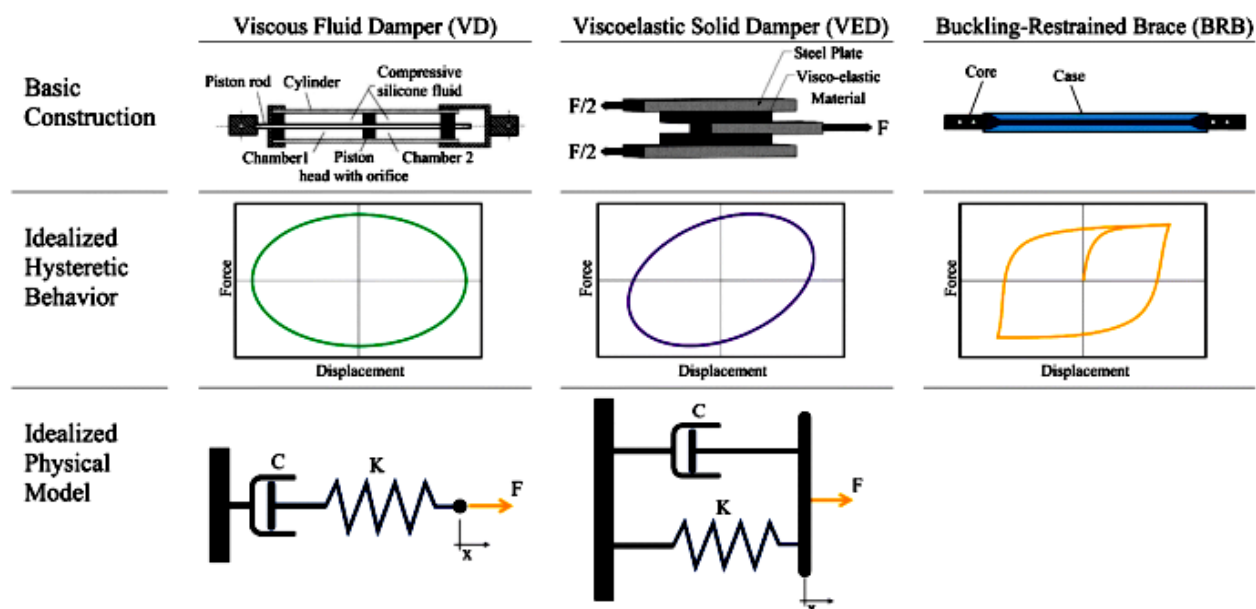 Viscous Fluid Damper (VD)
Viscoelastic Solid Damper (VED)
Buckling-Restrained Brace (BRB)
Basic
Construction
Piston rod
Cylinder
Compressive
silicone fluid
Chamber1
Piston
head with orifice
Chamber 2
Steel Plate
Visco-elastic
Material
F/2
F
F/2
Core
Case
Idealized
Hysteretic
Behavior
Force
Displacement
Force
Displacement
Force
Displacement
Idealized
Physical
Model
C
K
F
x
C
K
F
x